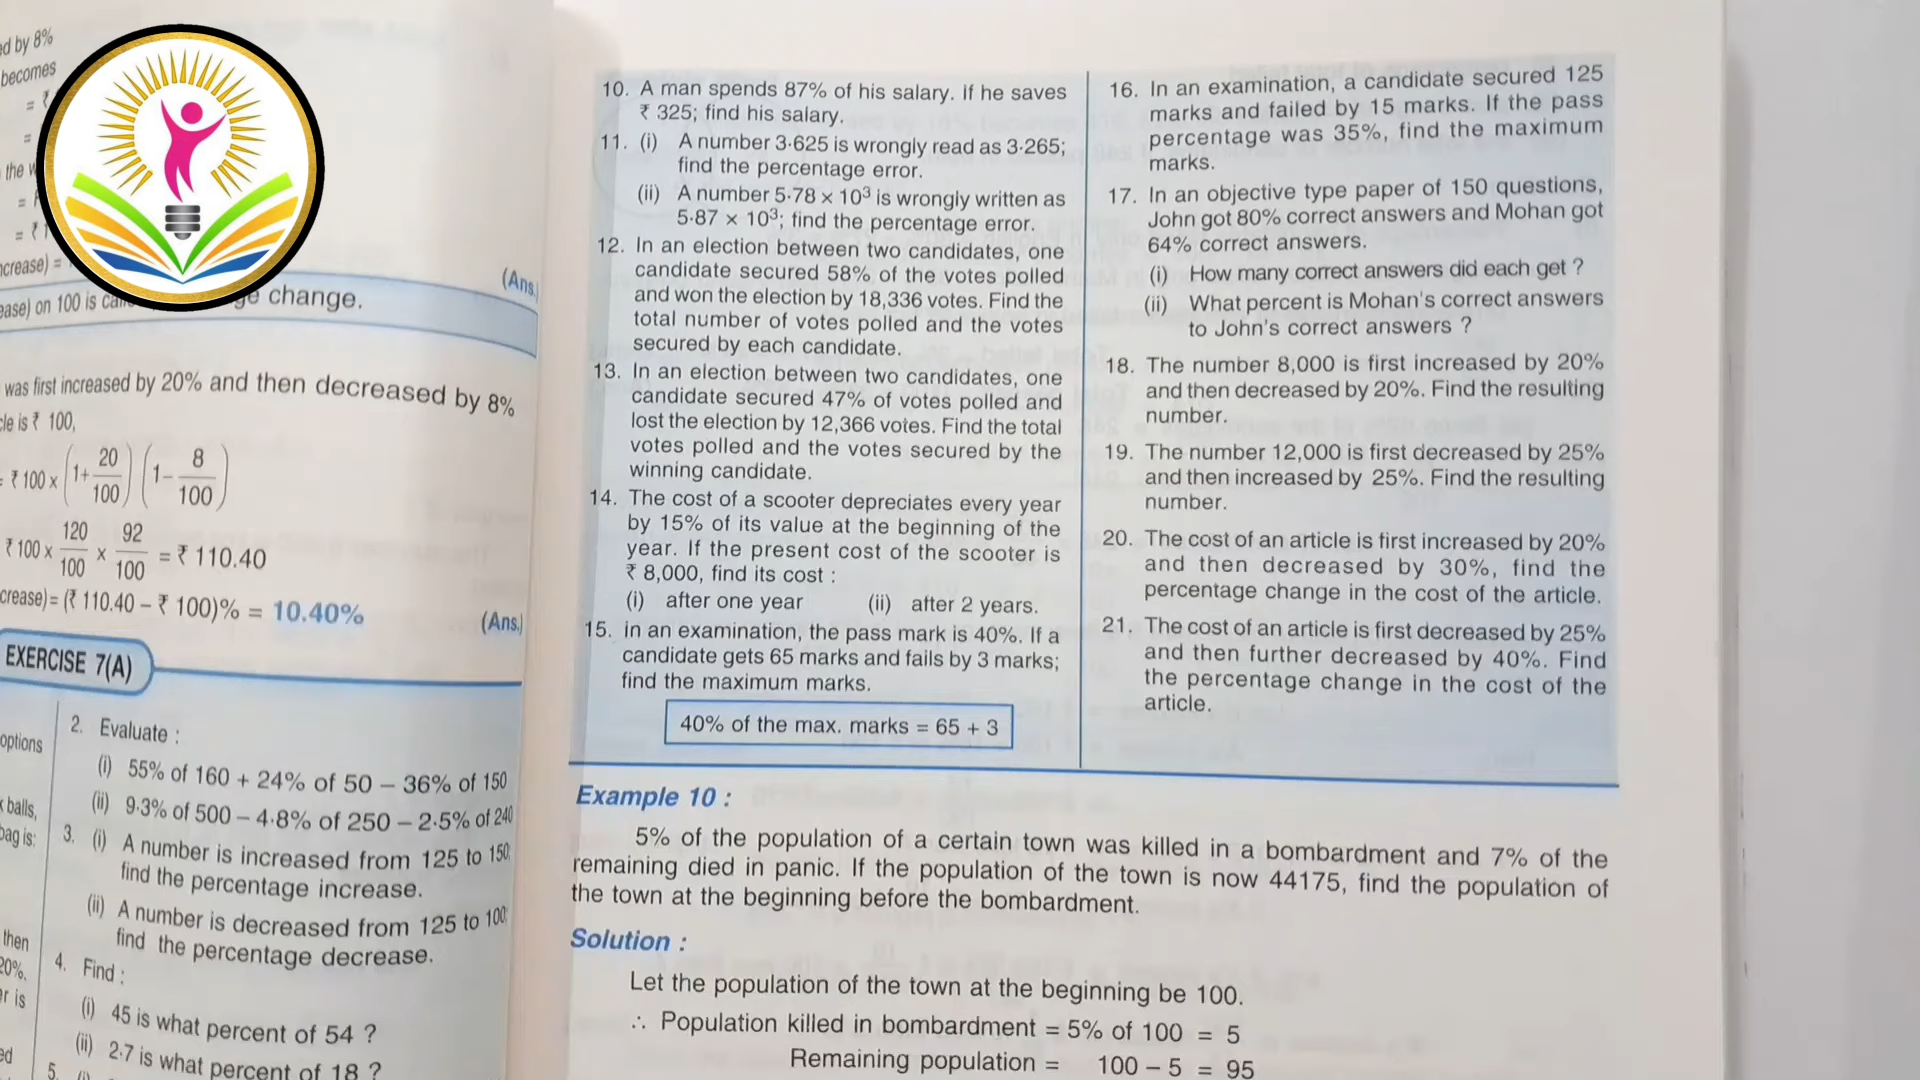 ed by 8%
becomes
= ₹
=
the
=
= ₹ 1
ncrease) =
(Ans.)
ease) on 100 is ge change.
was first increased by 20% and then decreased by 8%
cle is ₹ 100,
= ₹ 100 × (1+ 20/100) (1− 8/100)
₹ 100 × 120/100 × 92/100 = ₹ 110.40
crease) = (₹ 110.40 – ₹ 100)% = 10.40%
(Ans.)
EXERCISE 7(A)
options
balls,
bag is:
then
20%.
er is
ed
2. Evaluate :
(i) 55% of 160 + 24% of 50 – 36% of 150
(ii) 9·3% of 500 – 4·8% of 250 – 2·5% of 240
3. (i) A number is increased from 125 to 150;
find the percentage increase.
(ii) A number is decreased from 125 to 100;
find the percentage decrease.
4. Find :
(i) 45 is what percent of 54 ?
(ii) 2·7 is what percent of 18 ?
5. (i)
10. A man spends 87% of his salary. If he saves
₹ 325; find his salary.
11. (i) A number 3·625 is wrongly read as 3·265;
find the percentage error.
(ii) A number 5·78 × 10³ is wrongly written as
5·87 × 10³; find the percentage error.
12. In an election between two candidates, one
candidate secured 58% of the votes polled
and won the election by 18,336 votes. Find the
total number of votes polled and the votes
secured by each candidate.
13. In an election between two candidates, one
candidate secured 47% of votes polled and
lost the election by 12,366 votes. Find the total
votes polled and the votes secured by the
winning candidate.
14. The cost of a scooter depreciates every year
by 15% of its value at the beginning of the
year. If the present cost of the scooter is
₹ 8,000, find its cost :
(i) after one year (ii) after 2 years.
15. in an examination, the pass mark is 40%. If a
candidate gets 65 marks and fails by 3 marks;
find the maximum marks.
40% of the max. marks = 65 + 3
16. In an examination, a candidate secured 125
marks and failed by 15 marks. If the pass
percentage was 35%, find the maximum
marks.
17. In an objective type paper of 150 questions,
John got 80% correct answers and Mohan got
64% correct answers.
(i) How many correct answers did each get ?
(ii) What percent is Mohan's correct answers
to John's correct answers ?
18. The number 8,000 is first increased by 20%
and then decreased by 20%. Find the resulting
number.
19. The number 12,000 is first decreased by 25%
and then increased by 25%. Find the resulting
number.
20. The cost of an article is first increased by 20%
and then decreased by 30%, find the
percentage change in the cost of the article.
21. The cost of an article is first decreased by 25%
and then further decreased by 40%. Find
the percentage change in the cost of the
article.
Example 10 :
5% of the population of a certain town was killed in a bombardment and 7% of the
remaining died in panic. If the population of the town is now 44175, find the population of
the town at the beginning before the bombardment.
Solution :
Let the population of the town at the beginning be 100.
∴ Population killed in bombardment = 5% of 100 = 5
Remaining population = 100 – 5 = 95